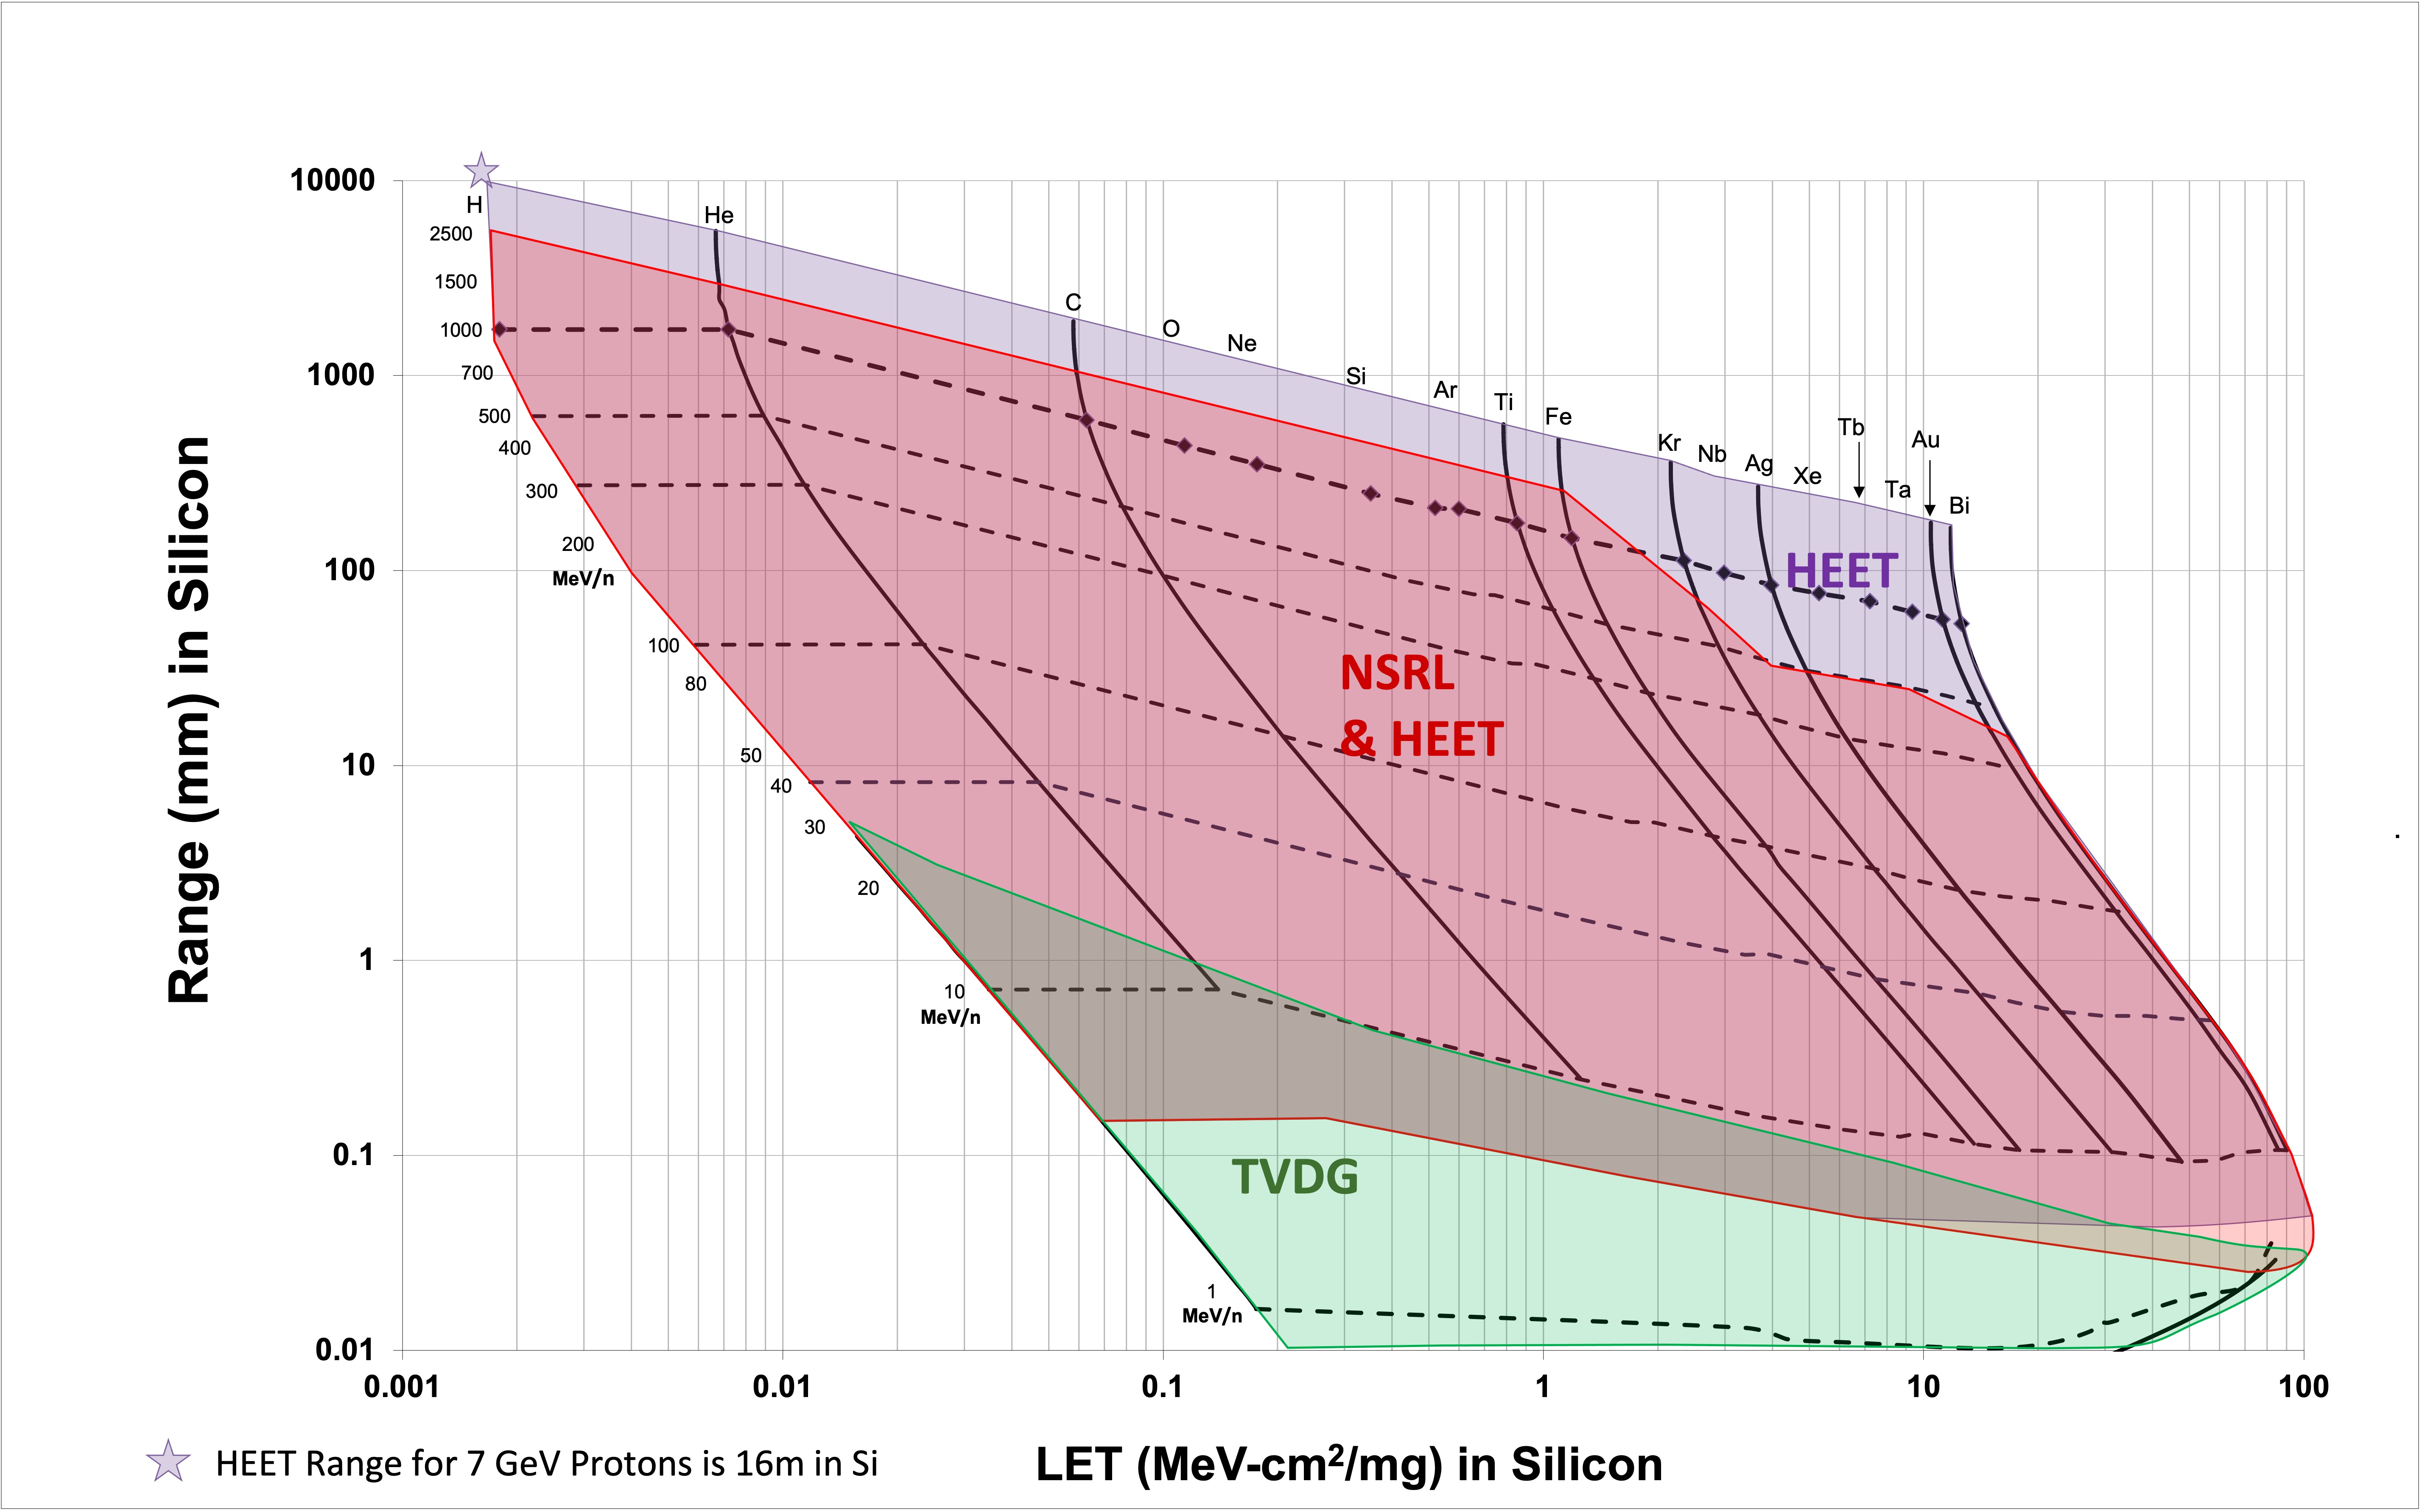 10000
H
He
2500
1500
C
1000
O
Ne
1000
700
Si
Ar
Ti
Fe
500
400
Tb
Au
Kr
Nb
Ag
Xe
Ta
Bi
300
200
MeV/n
100
HEET
100
80
NSRL
& HEET
50
10
40
30
20
1
10
MeV/n
0.1
TVDG
1
MeV/n
0.01
0.001
0.01
0.1
1
10
100
Range (mm) in Silicon
LET (MeV-cm²/mg) in Silicon
HEET Range for 7 GeV Protons is 16m in Si